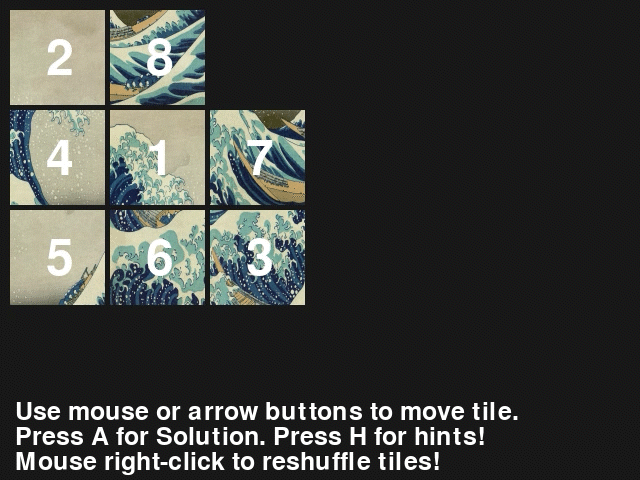 2 8
4 1 7
5 6 3
Use mouse or arrow buttons to move tile.
Press A for Solution. Press H for hints!
Mouse right-click to reshuffle tiles!